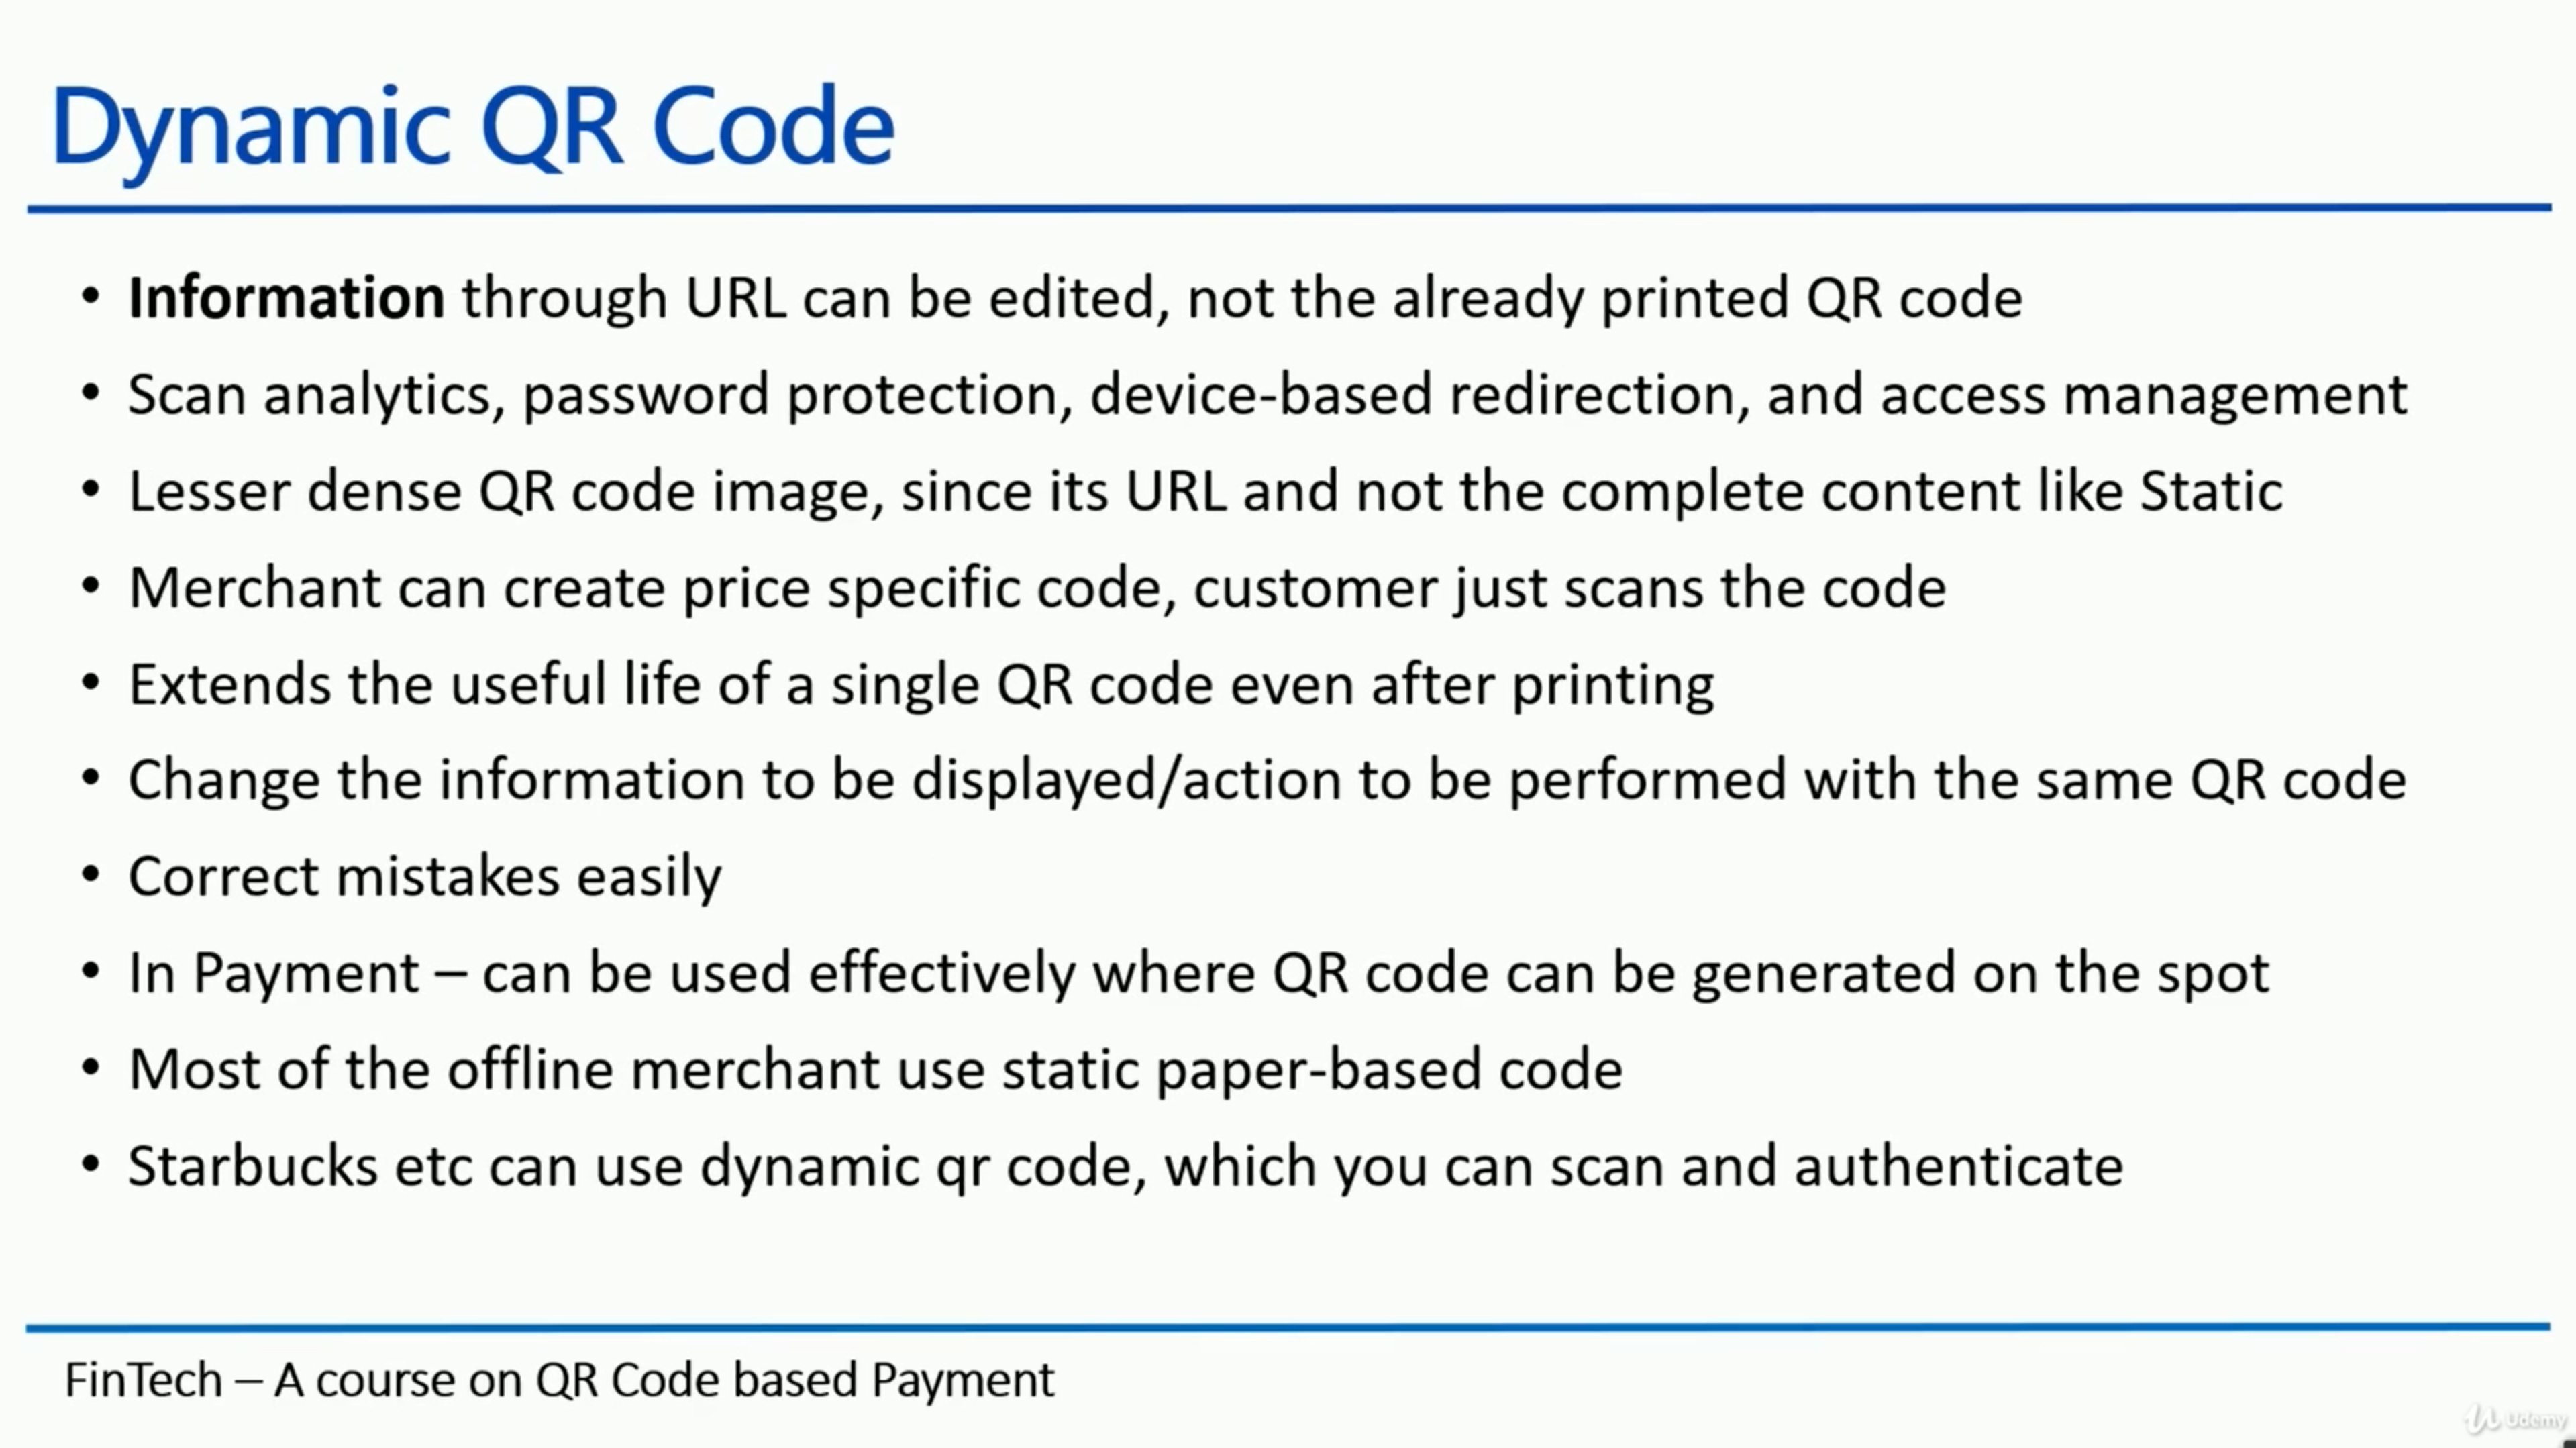 Dynamic QR Code
• Information through URL can be edited, not the already printed QR code
• Scan analytics, password protection, device-based redirection, and access management
• Lesser dense QR code image, since its URL and not the complete content like Static
• Merchant can create price specific code, customer just scans the code
• Extends the useful life of a single QR code even after printing
• Change the information to be displayed/action to be performed with the same QR code
• Correct mistakes easily
• In Payment – can be used effectively where QR code can be generated on the spot
• Most of the offline merchant use static paper-based code
• Starbucks etc can use dynamic qr code, which you can scan and authenticate
FinTech – A course on QR Code based Payment
Udemy